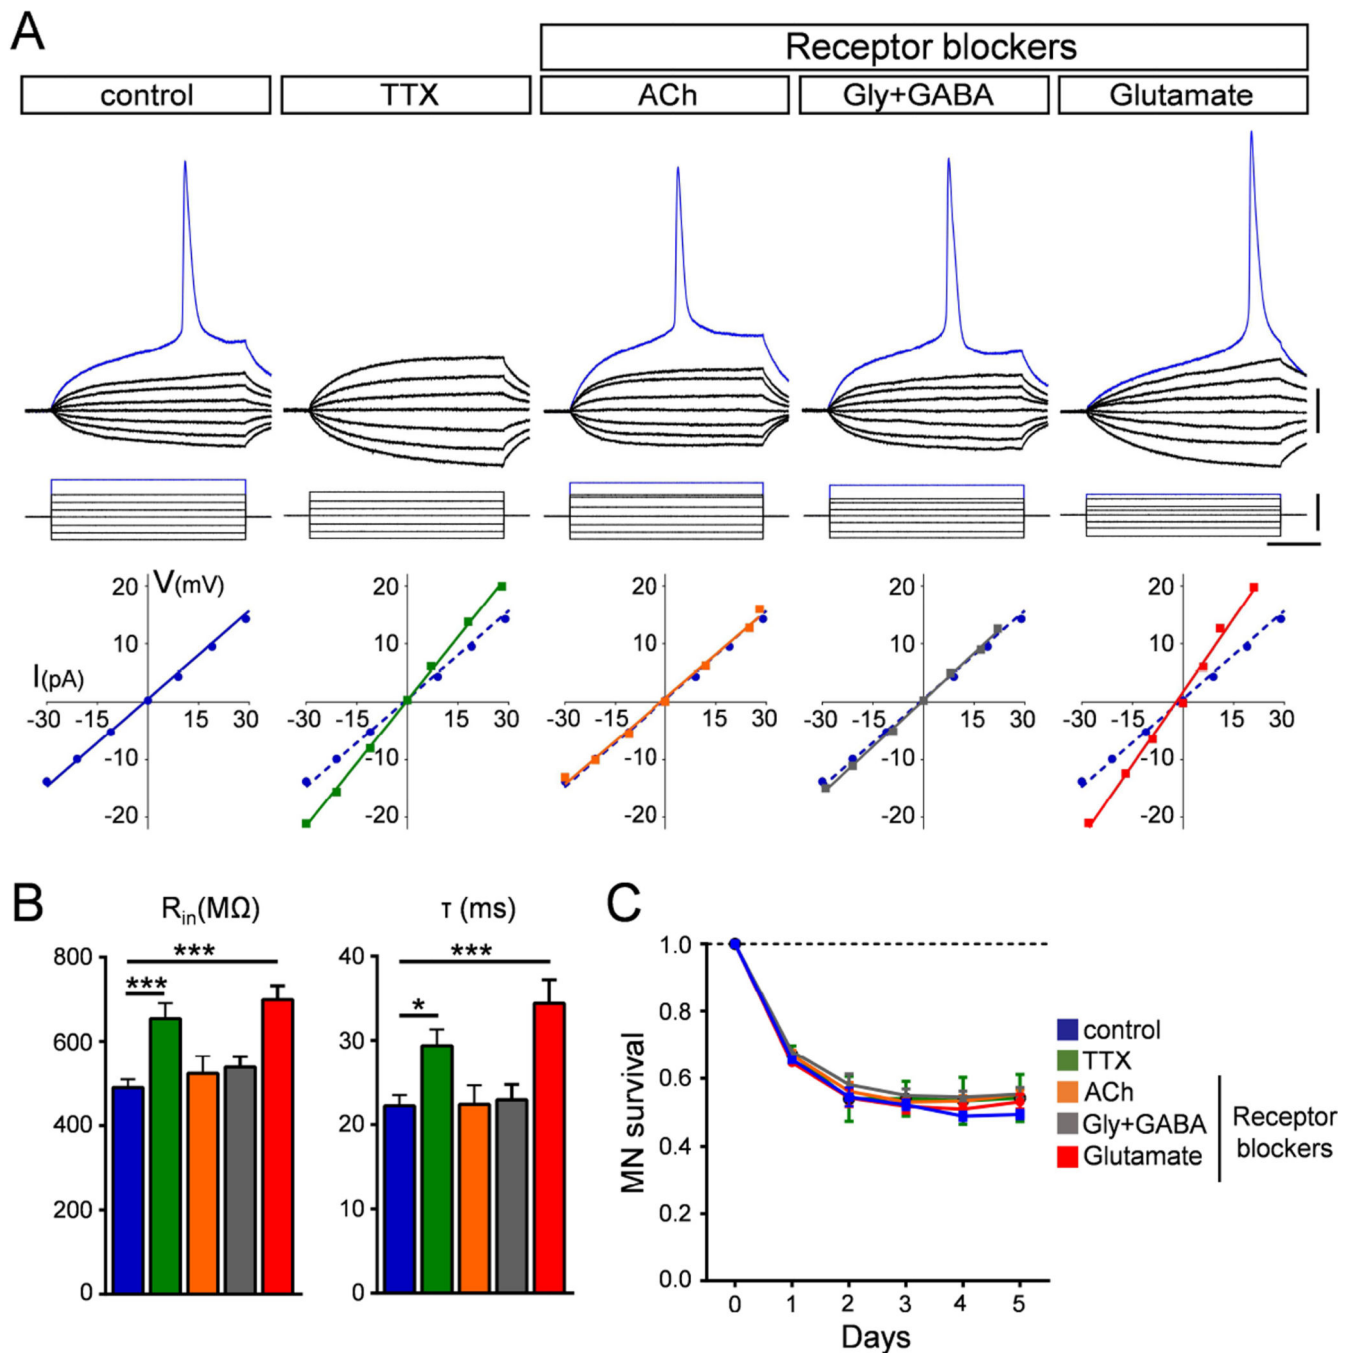 A
Receptor blockers
control TTX ACh Gly+GABA Glutamate
V(mV) 20 20 20 20
10 10 10 10
I(pA)
-30 -15 15 30 -30 -15 15 30 -30 -15 15 30 -30 -15 15 30 -30 -15 15 30
-10 -10 -10 -10 -10
-20 -20 -20 -20 -20
B
Rin(MΩ)
***
***
800
600
400
200
0
τ (ms)
***
*
40
30
20
10
0
C
MN survival
1.0
0.8
0.6
0.4
0.2
0.0
0 1 2 3 4 5
Days
control
TTX
ACh
Gly+GABA
Glutamate
Receptor
blockers